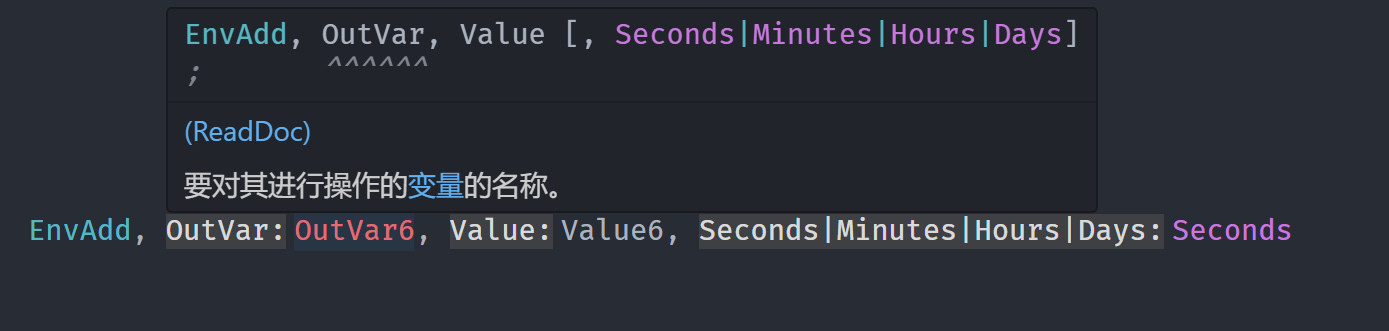 EnvAdd, OutVar, Value [, Seconds|Minutes|Hours|Days]
;       ^^^^^^
(ReadDoc)
要对其进行操作的变量的名称。
EnvAdd, OutVar: OutVar6, Value: Value6, Seconds|Minutes|Hours|Days: Seconds